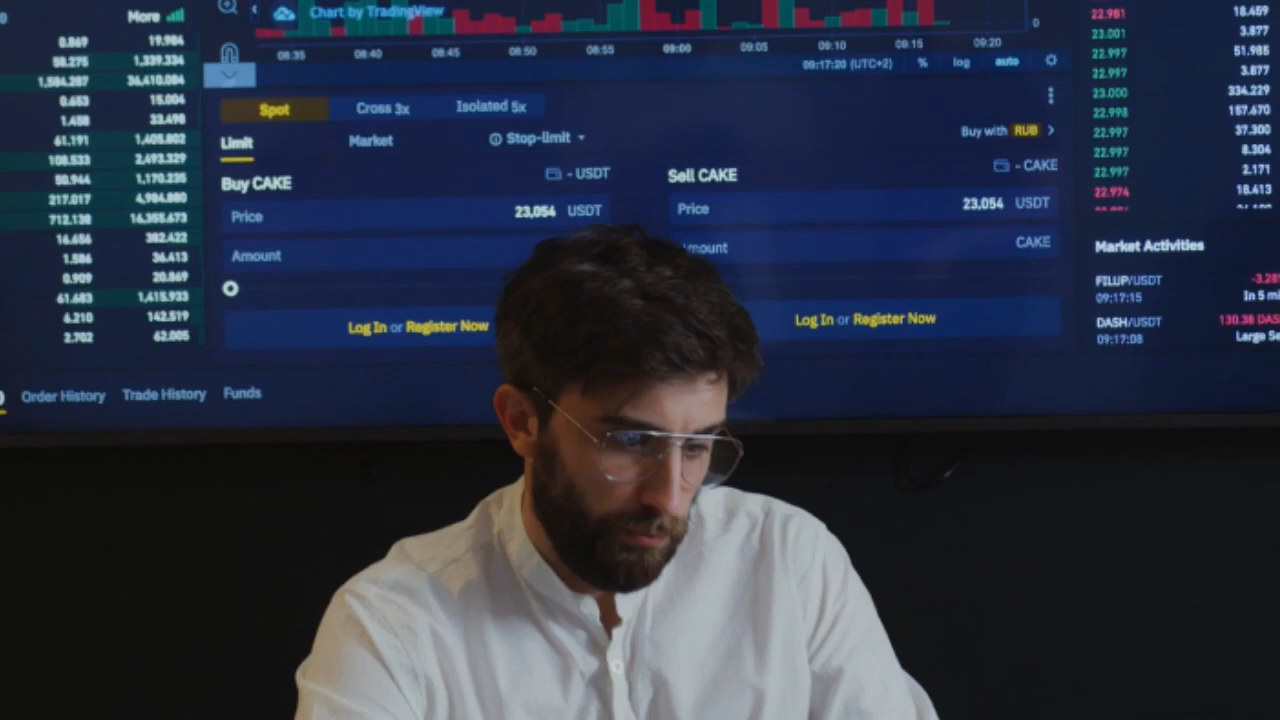 More
0.869 19.984
58.275 1,339.334
1,584.287 36,410.084
0.653 15.004
1.458 33.498
61.191 1,405.802
108.533 2,493.329
50.944 1,170.235
217.017 4,984.880
712.138 16,355.673
16.656 382.422
1.586 36.413
0.909 20.869
61.683 1,415.933
6.210 142.519
2.702 62.005
Order History Trade History Funds
Chart by TradingView
0
08:35 08:40 08:45 08:50 08:55 09:00 09:05 09:10 09:15 09:20
09:17:20 (UTC+2) % log auto
Spot Cross 3x Isolated 5x
Limit Market Stop-limit
Buy with RUB
Buy CAKE - USDT
Price 23,054 USDT
Amount
Log In or Register Now
Sell CAKE - CAKE
Price 23,054 USDT
mount CAKE
Log In or Register Now
22.981 18.459
23.001 3.877
22.997 51.985
22.997 3.877
23.000 334.229
22.998 157.670
22.997 37.300
22.997 8.304
22.997 2.171
22.974 18.413
Market Activities
FILUP/USDT
09:17:15 In 5 mi
DASH/USDT 130.38 DAS
09:17:08 Large Se